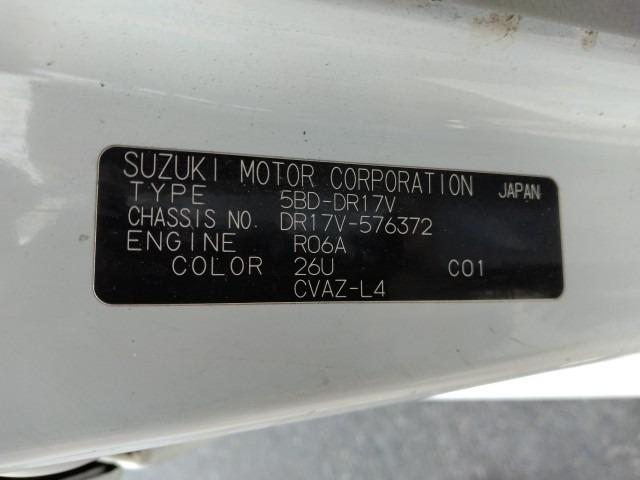 SUZUKI MOTOR CORPORATION JAPAN
TYPE 5BD-DR17V
CHASSIS NO. DR17V-576372
ENGINE R06A
COLOR 26U C01
CVAZ-L4